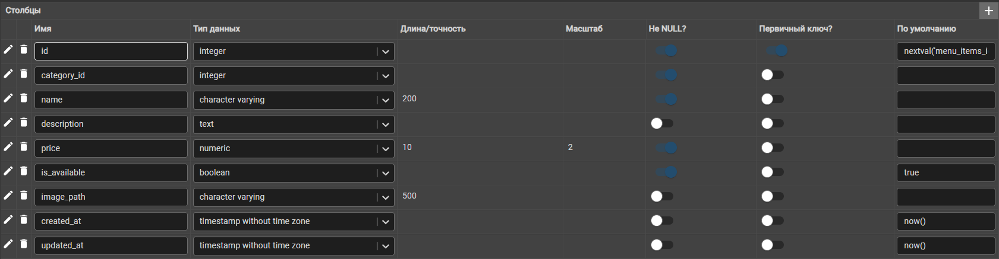 Столбцы
Имя Тип данных Длина/точность Масштаб Не NULL? Первичный ключ? По умолчанию
id integer nextval('menu_items_i
category_id integer
name character varying 200
description text
price numeric 10 2
is_available boolean true
image_path character varying 500
created_at timestamp without time zone now()
updated_at timestamp without time zone now()